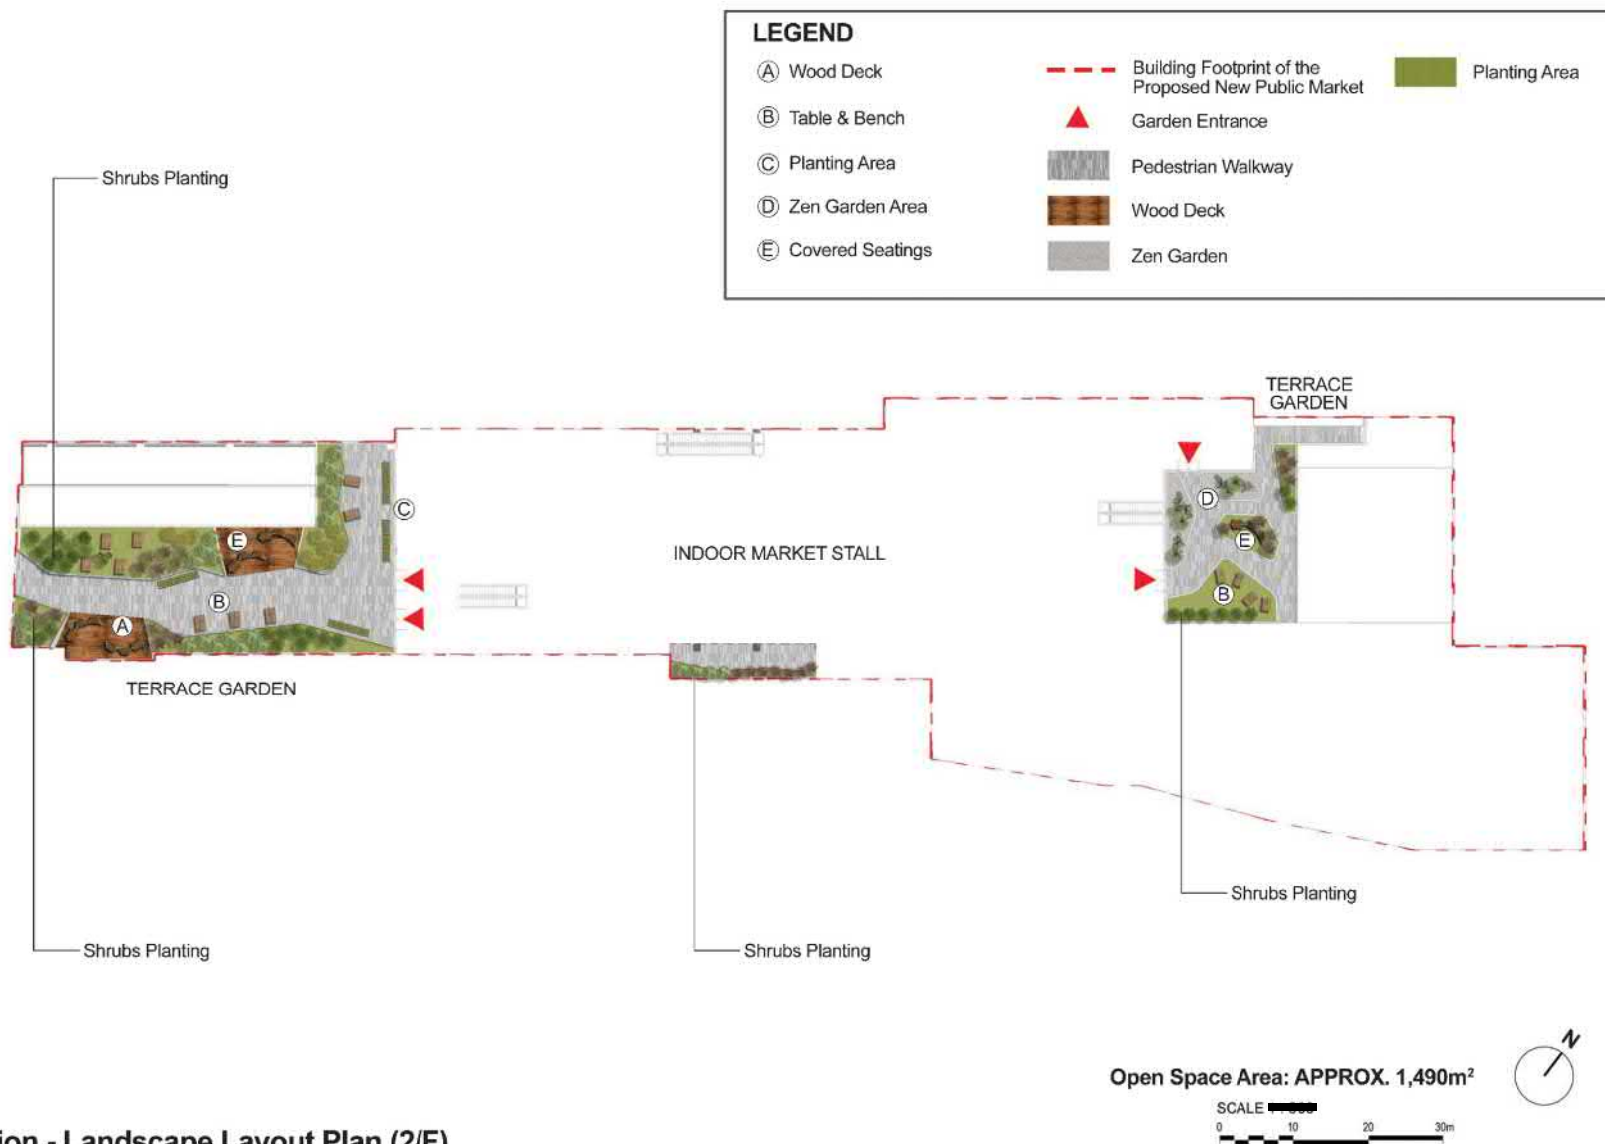 LEGEND
A Wood Deck
B Table & Bench
C Planting Area
D Zen Garden Area
E Covered Seatings
Building Footprint of the
Proposed New Public Market
Garden Entrance
Pedestrian Walkway
Wood Deck
Zen Garden
Planting Area
Shrubs Planting
TERRACE
GARDEN
C
D
E
E
INDOOR MARKET STALL
B
B
A
TERRACE GARDEN
Shrubs Planting
Shrubs Planting
Shrubs Planting
N
Open Space Area: APPROX. 1,490m²
SCALE
0 10 20 30m
ion - Landscape Layout Plan (2/F)